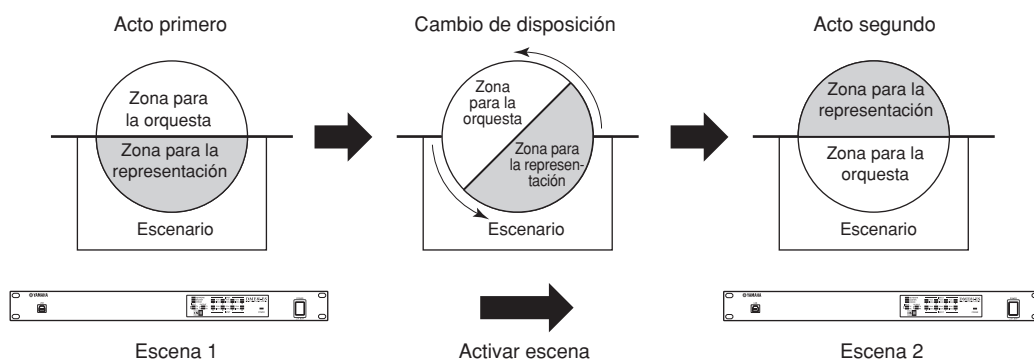 Acto primero
Cambio de disposición
Acto segundo
Zona para
la orquesta
Zona para la
representación
Zona
para la
orquesta
Zona para
la represen-
tación
Zona para la
representación
Zona para la
orquesta
Escenario
Escenario
Escenario
YAMAHA
YAMAHA
Escena 1
Activar escena
Escena 2